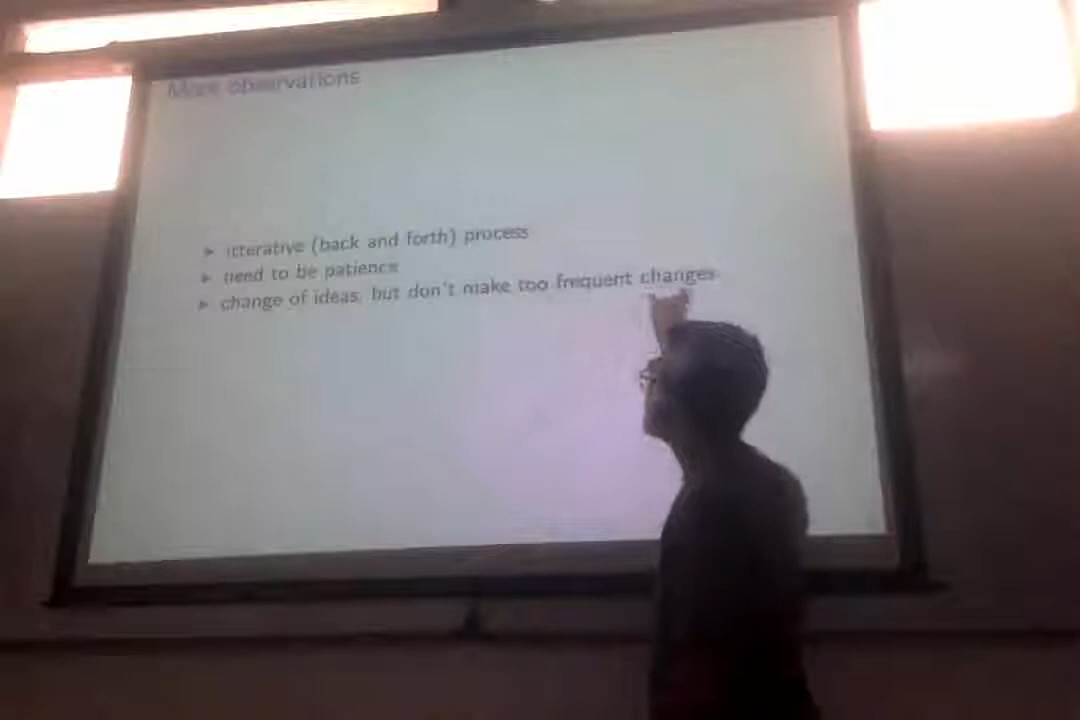 More observations
itterative (back and forth) process
need to be patience
change of ideas, but don't make too frequent changes